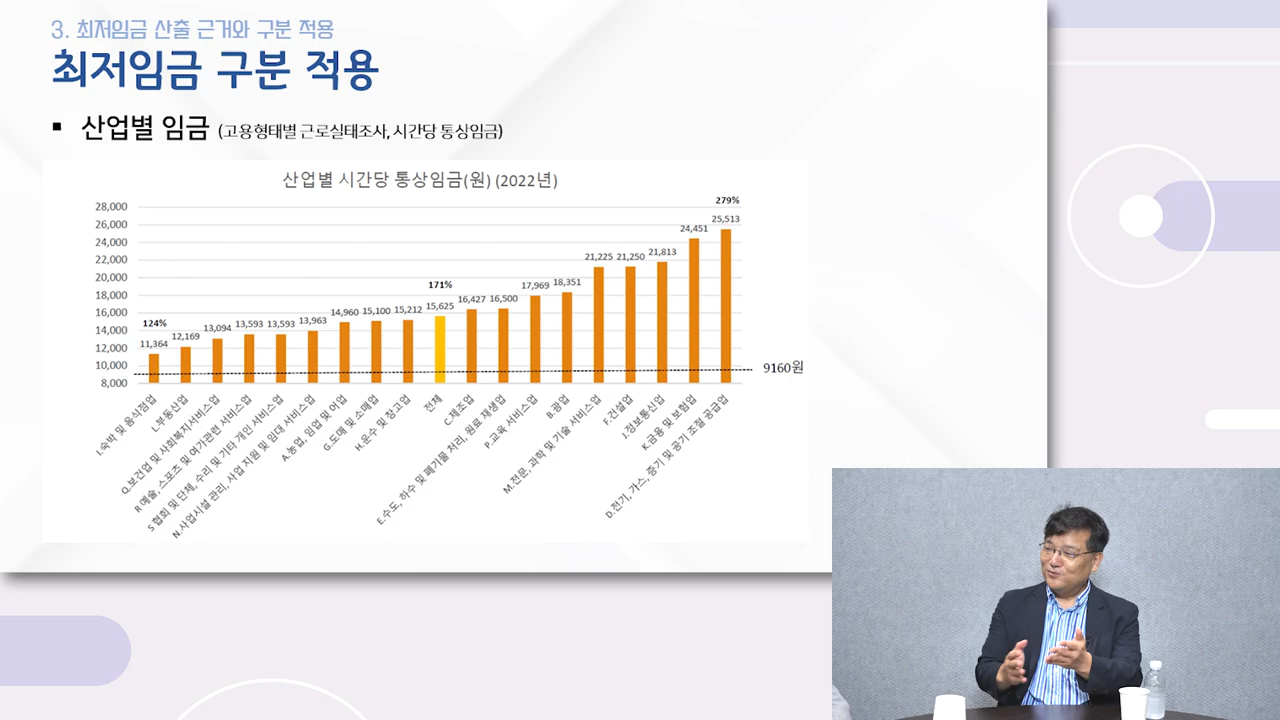 3. 최저임금 산출 근거와 구분 적용
최저임금 구분 적용
▪ 산업별 임금 (고용형태별 근로실태조사, 시간당 통상임금)
산업별 시간당 통상임금(원) (2022년)
28,000
26,000
24,000
22,000
20,000
18,000
16,000
14,000
12,000
10,000
8,000
124%
11,364
12,169
13,094
13,593
13,593
13,963
14,960
15,100
15,212
171%
15,625
16,427
16,500
17,969
18,351
21,225
21,250
21,813
24,451
279%
25,513
9160원
I.숙박 및 음식점업
L.부동산업
Q.보건업 및 사회복지서비스업
R 예술, 스포츠 및 여가관련 서비스업
S 협회 및 단체, 수리 및 기타 개인 서비스업
N.사업시설 관리, 사업 지원 및 임대 서비스업
A.농업, 임업 및 어업
G.도매 및 소매업
H.운수 및 창고업
전체
C.제조업
E.수도, 하수 및 폐기물 처리, 원료 재생업
P.교육 서비스업
B.광업
M.전문, 과학 및 기술 서비스업
F.건설업
J.정보통신업
K.금융 및 보험업
D.전기, 가스, 증기 및 공기 조절 공급업